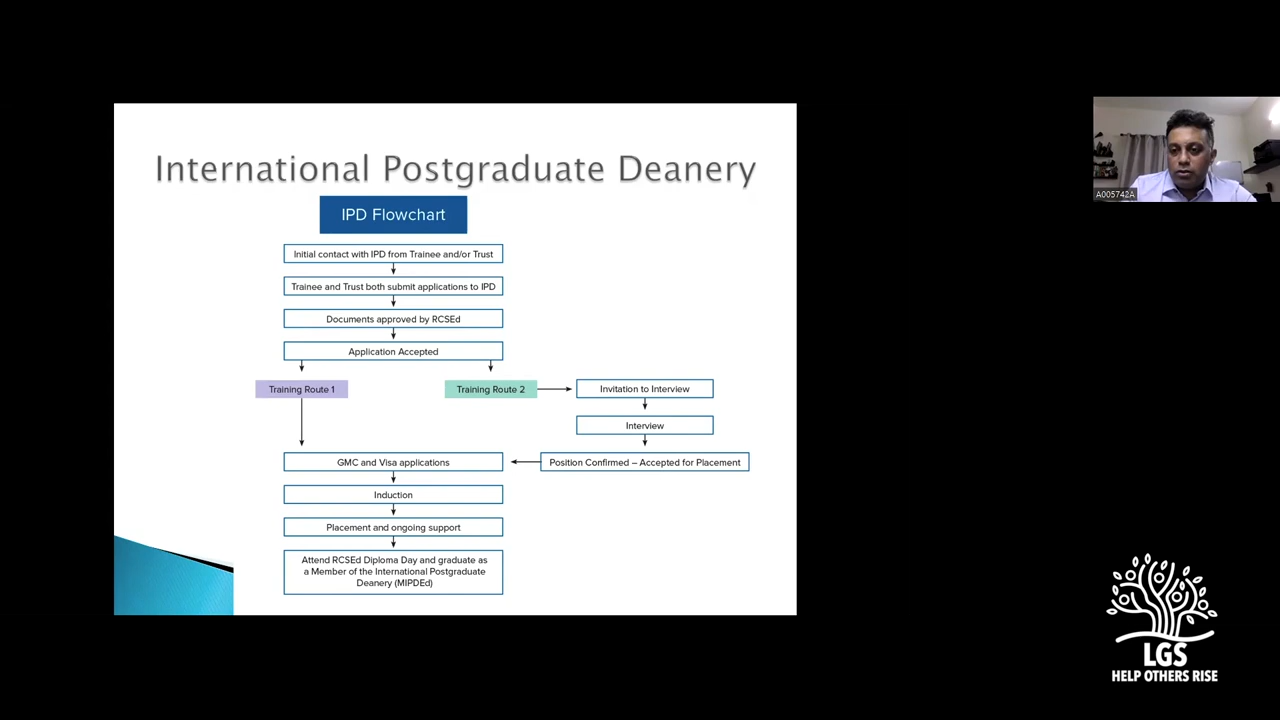 International Postgraduate Deanery
IPD Flowchart
Initial contact with IPD from Trainee and/or Trust
Trainee and Trust both submit applications to IPD
Documents approved by RCSEd
Application Accepted
Training Route 1
Training Route 2
Invitation to Interview
Interview
Position Confirmed – Accepted for Placement
GMC and Visa applications
Induction
Placement and ongoing support
Attend RCSEd Diploma Day and graduate as
a Member of the International Postgraduate
Deanery (MIPDEd)
A005742A
LGS
HELP OTHERS RISE